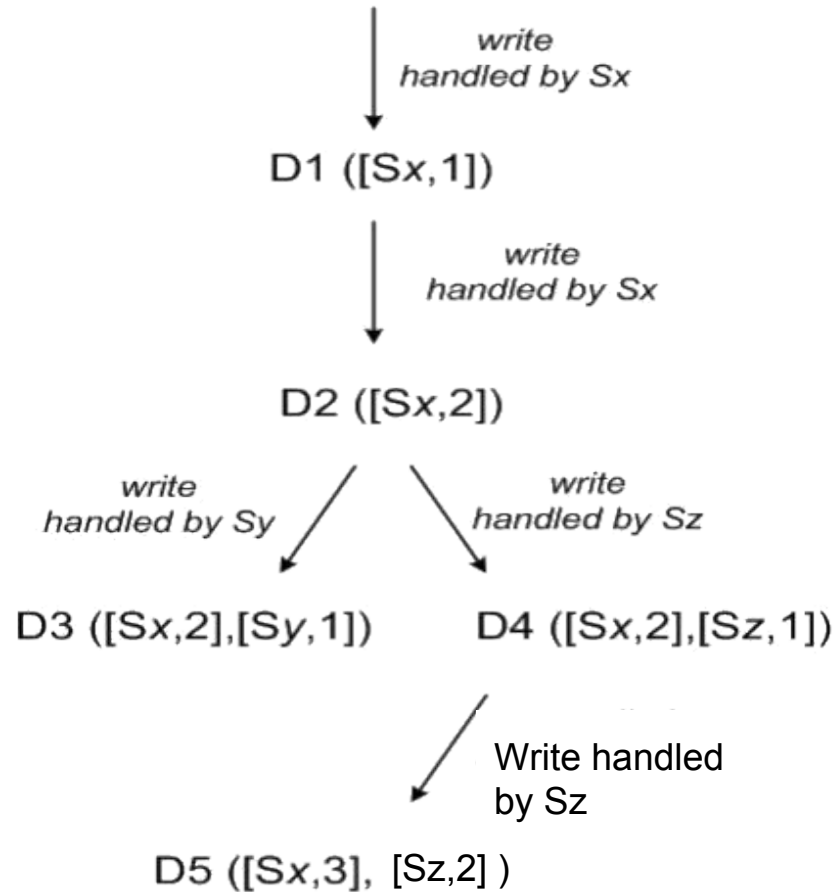 write
handled by Sx
D1 ([Sx,1])
write
handled by Sx
D2 ([Sx,2])
write
handled by Sy
write
handled by Sz
D3 ([Sx,2],[Sy,1])
D4 ([Sx,2],[Sz,1])
Write handled
by Sz
D5 ([Sx,3], [Sz,2] )